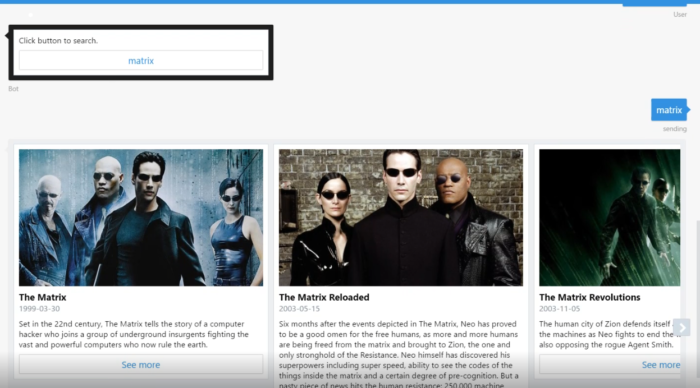 User
Click button to search.
matrix
Bot
matrix
sending
The Matrix
1999-03-30
Set in the 22nd century, The Matrix tells the story of a computer
hacker who joins a group of underground insurgents fighting the
vast and powerful computers who now rule the earth.
See more
The Matrix Reloaded
2003-05-15
Six months after the events depicted in The Matrix, Neo has proved
to be a good omen for the free humans, as more and more humans
are being freed from the matrix and brought to Zion, the one and
only stronghold of the Resistance. Neo himself has discovered his
superpowers including super speed, ability to see the codes of the
things inside the matrix and a certain degree of pre-cognition. But a
nasty piece of news hits the human resistance: 250,000 machine
The Matrix Revolutions
2003-11-05
The human city of Zion defends itself
the machines as Neo fights to end the
also opposing the rogue Agent Smith.
See more